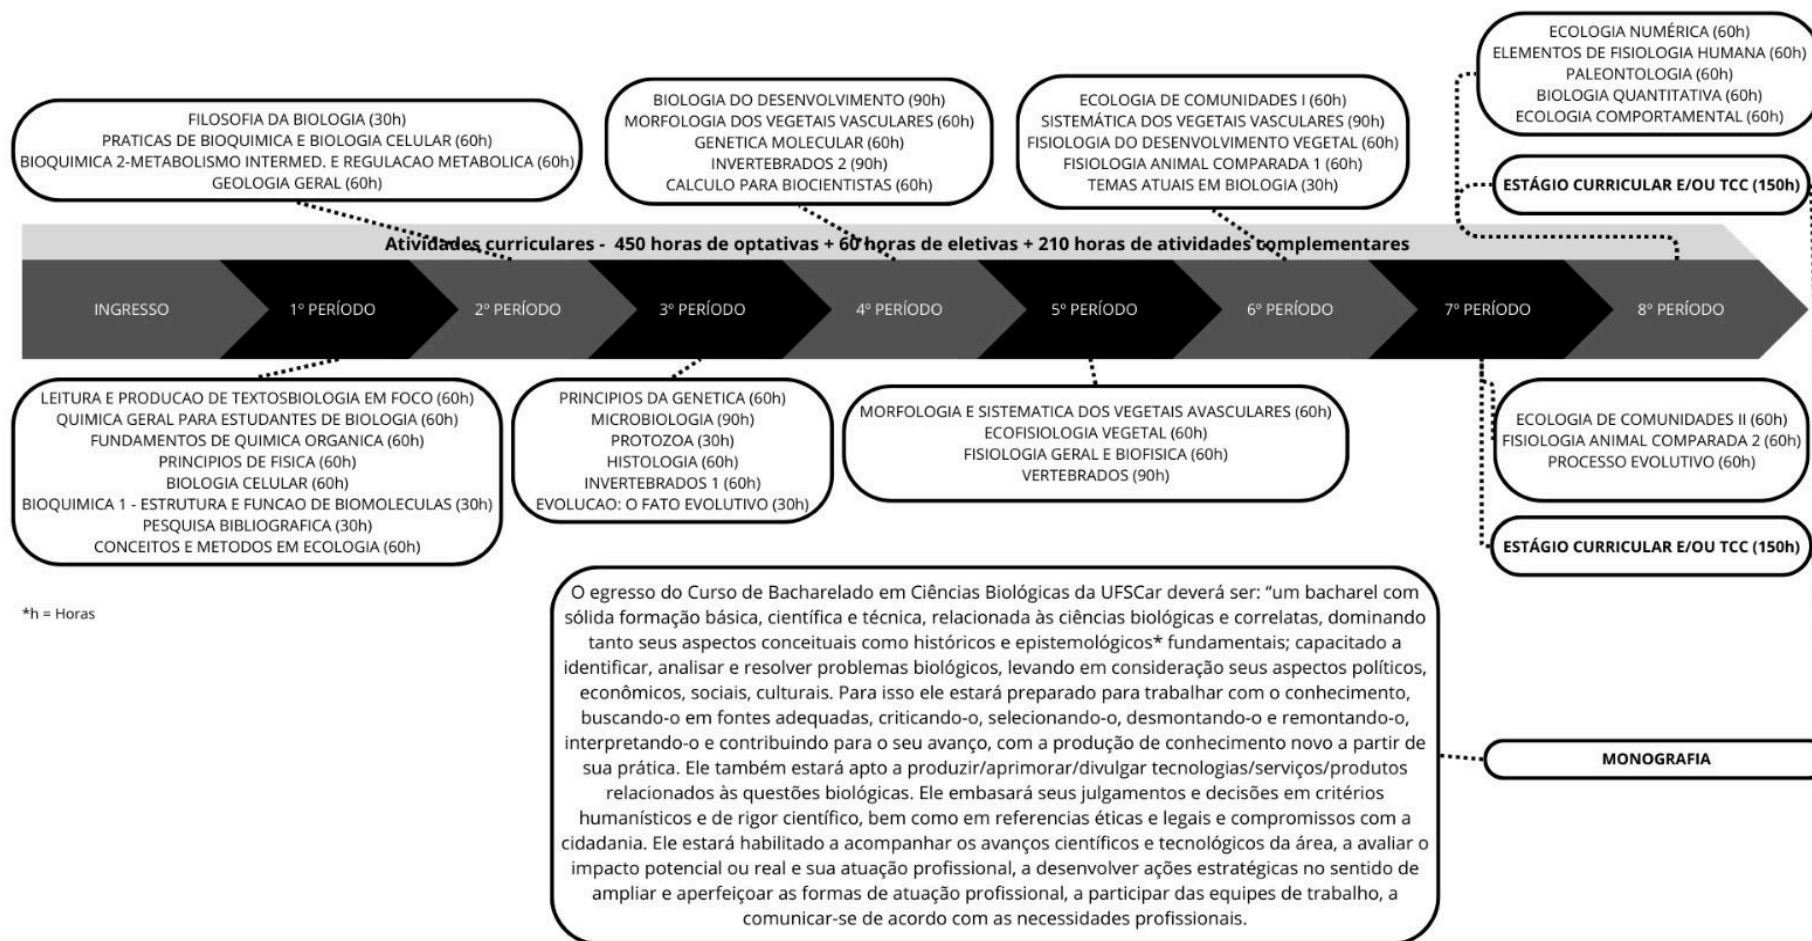 ECOLOGIA NUMÉRICA (60h)
ELEMENTOS DE FISIOLOGIA HUMANA (60h)
PALEONTOLOGIA (60h)
BIOLOGIA QUANTITATIVA (60h)
ECOLOGIA COMPORTAMENTAL (60h)
FILOSOFIA DA BIOLOGIA (30h)
PRATICAS DE BIOQUIMICA E BIOLOGIA CELULAR (60h)
BIOQUIMICA 2-METABOLISMO INTERMED. E REGULACAO METABOLICA (60h)
GEOLOGIA GERAL (60h)
BIOLOGIA DO DESENVOLVIMENTO (90h)
MORFOLOGIA DOS VEGETAIS VASCULARES (60h)
GENETICA MOLECULAR (60h)
INVERTEBRADOS 2 (90h)
CALCULO PARA BIOCIENTISTAS (60h)
ECOLOGIA DE COMUNIDADES I (60h)
SISTEMÁTICA DOS VEGETAIS VASCULARES (90h)
FISIOLOGIA DO DESENVOLVIMENTO VEGETAL (60h)
FISIOLOGIA ANIMAL COMPARADA 1 (60h)
TEMAS ATUAIS EM BIOLOGIA (30h)
ESTÁGIO CURRICULAR E/OU TCC (150h)
Atividades curriculares - 450 horas de optativas + 60 horas de eletivas + 210 horas de atividades complementares
INGRESSO
1º PERÍODO
2º PERÍODO
3º PERÍODO
4º PERÍODO
5º PERÍODO
6º PERÍODO
7º PERÍODO
8º PERÍODO
LEITURA E PRODUCAO DE TEXTOSBIOLOGIA EM FOCO (60h)
QUIMICA GERAL PARA ESTUDANTES DE BIOLOGIA (60h)
FUNDAMENTOS DE QUIMICA ORGANICA (60h)
PRINCIPIOS DE FISICA (60h)
BIOLOGIA CELULAR (60h)
BIOQUIMICA 1 - ESTRUTURA E FUNCAO DE BIOMOLECULAS (30h)
PESQUISA BIBLIOGRAFICA (30h)
CONCEITOS E METODOS EM ECOLOGIA (60h)
PRINCIPIOS DA GENETICA (60h)
MICROBIOLOGIA (90h)
PROTOZOA (30h)
HISTOLOGIA (60h)
INVERTEBRADOS 1 (60h)
EVOLUCAO: O FATO EVOLUTIVO (30h)
MORFOLOGIA E SISTEMATICA DOS VEGETAIS AVASCULARES (60h)
ECOFISIOLOGIA VEGETAL (60h)
FISIOLOGIA GERAL E BIOFISICA (60h)
VERTEBRADOS (90h)
ECOLOGIA DE COMUNIDADES II (60h)
FISIOLOGIA ANIMAL COMPARADA 2 (60h)
PROCESSO EVOLUTIVO (60h)
ESTÁGIO CURRICULAR E/OU TCC (150h)
*h = Horas
O egresso do Curso de Bacharelado em Ciências Biológicas da UFSCar deverá ser: “um bacharel com
sólida formação básica, científica e técnica, relacionada às ciências biológicas e correlatas, dominando
tanto seus aspectos conceituais como históricos e epistemológicos* fundamentais; capacitado a
identificar, analisar e resolver problemas biológicos, levando em consideração seus aspectos políticos,
econômicos, sociais, culturais. Para isso ele estará preparado para trabalhar com o conhecimento,
buscando-o em fontes adequadas, criticando-o, selecionando-o, desmontando-o e remontando-o,
interpretando-o e contribuindo para o seu avanço, com a produção de conhecimento novo a partir de
sua prática. Ele também estará apto a produzir/aprimorar/divulgar tecnologias/serviços/produtos
relacionados às questões biológicas. Ele embasará seus julgamentos e decisões em critérios
humanísticos e de rigor científico, bem como em referencias éticas e legais e compromissos com a
cidadania. Ele estará habilitado a acompanhar os avanços científicos e tecnológicos da área, a avaliar o
impacto potencial ou real e sua atuação profissional, a desenvolver ações estratégicas no sentido de
ampliar e aperfeiçoar as formas de atuação profissional, a participar das equipes de trabalho, a
comunicar-se de acordo com as necessidades profissionais.
MONOGRAFIA